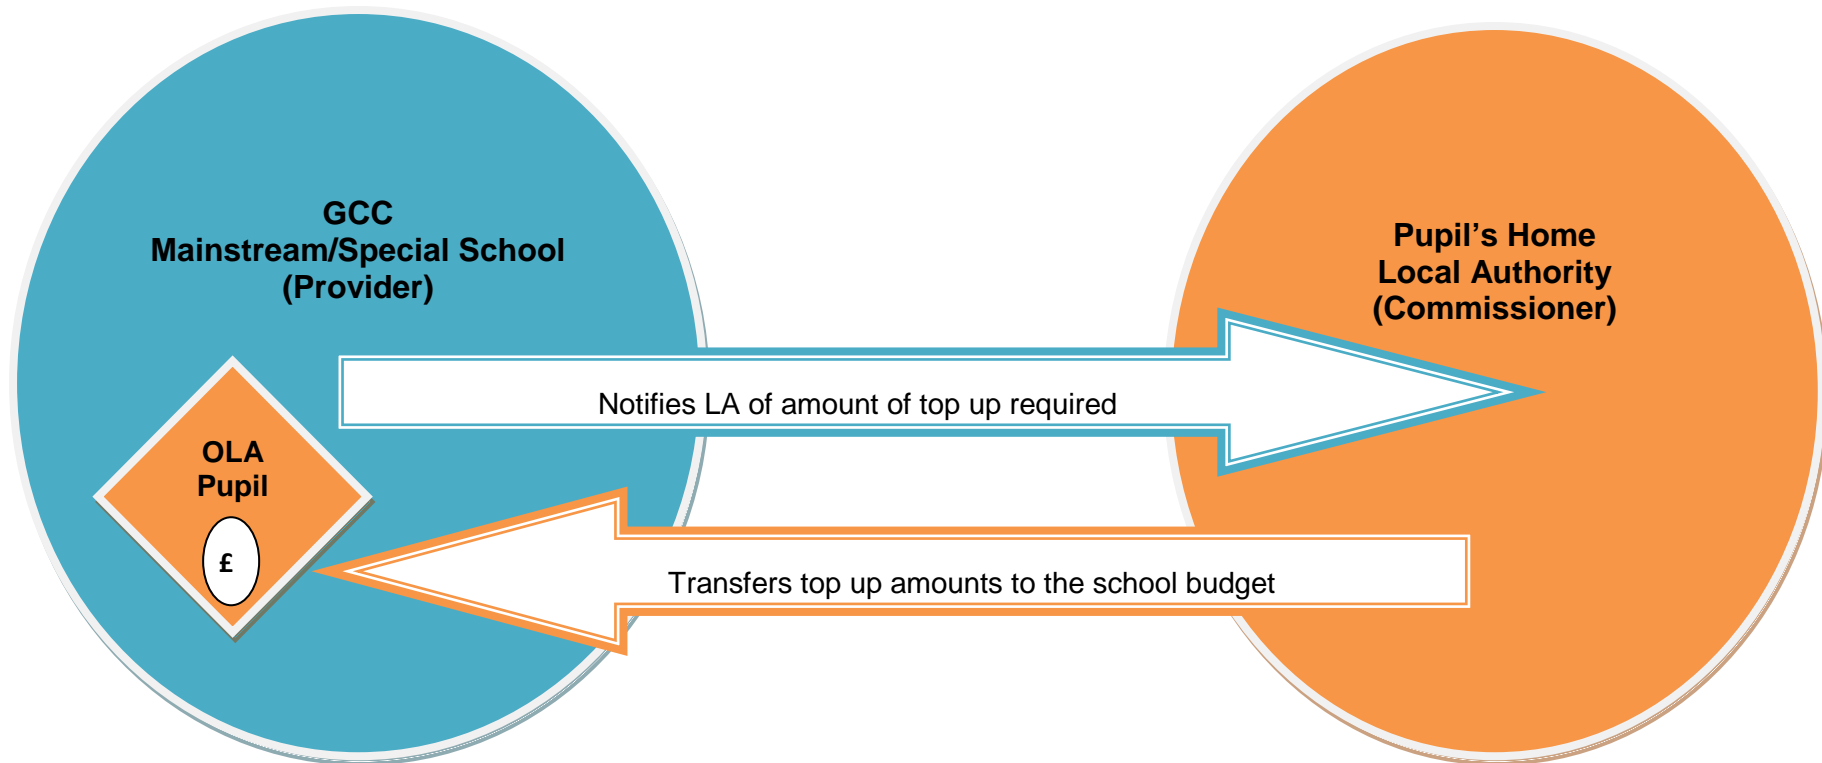 GCC
Mainstream/Special School
(Provider)
Pupil’s Home
Local Authority
(Commissioner)
Notifies LA of amount of top up required
OLA
Pupil
£
Transfers top up amounts to the school budget